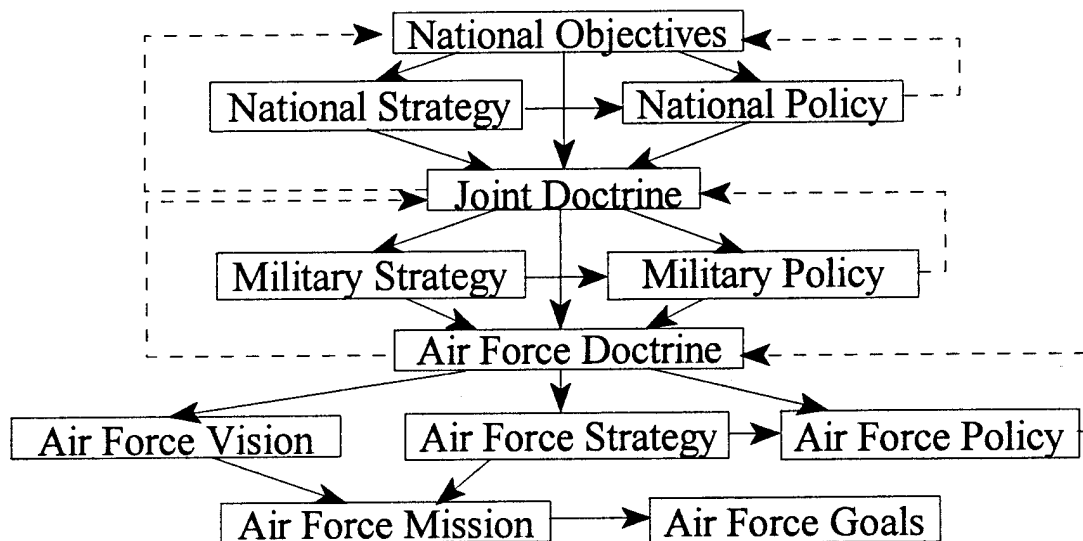 National Objectives
National Strategy
National Policy
Joint Doctrine
Military Strategy
Military Policy
Air Force Doctrine
Air Force Vision
Air Force Strategy
Air Force Policy
Air Force Mission
Air Force Goals